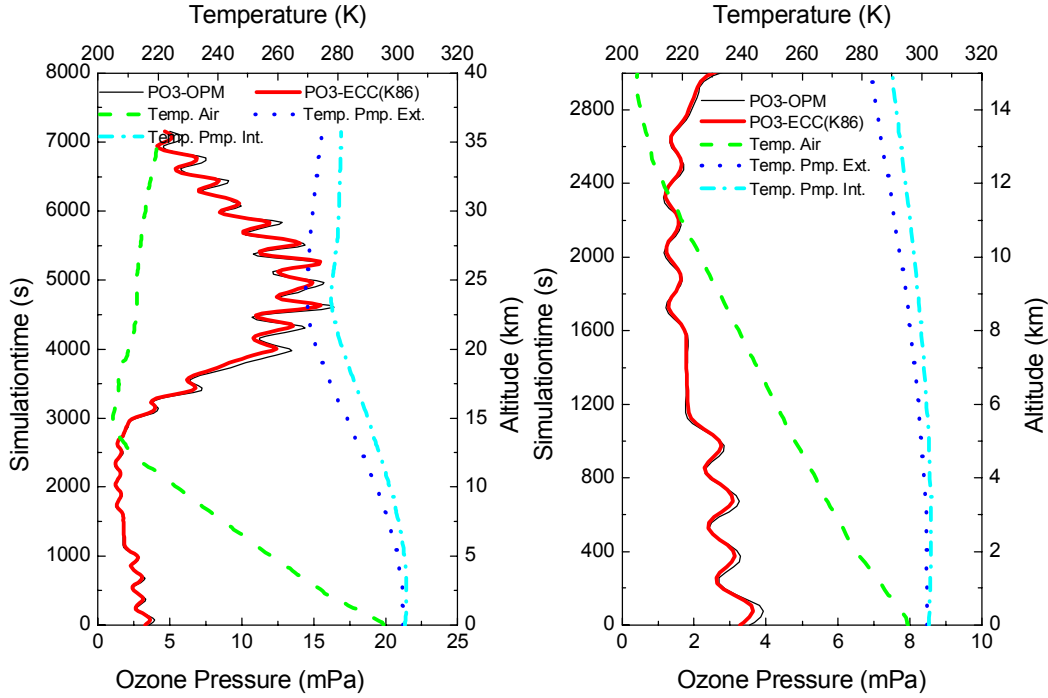 Temperature (K)
200 220 240 260 280 300 320
8000
7000
6000
5000
4000
3000
2000
1000
0
Simulationtime (s)
PO3-OPM PO3-ECC(K86)
Temp. Air Temp. Pmp. Ext.
Temp. Pmp. Int.
40
35
30
25
20
15
10
5
0
Altitude (km)
0 5 10 15 20 25
Ozone Pressure (mPa)
Temperature (K)
200 220 240 260 280 300 320
2800
2400
2000
1600
1200
800
400
0
Simulationtime (s)
PO3-OPM
PO3-ECC(K86)
Temp. Air
Temp. Pmp. Ext.
Temp. Pmp. Int.
14
12
10
8
6
4
2
0
Altitude (km)
0 2 4 6 8 10
Ozone Pressure (mPa)